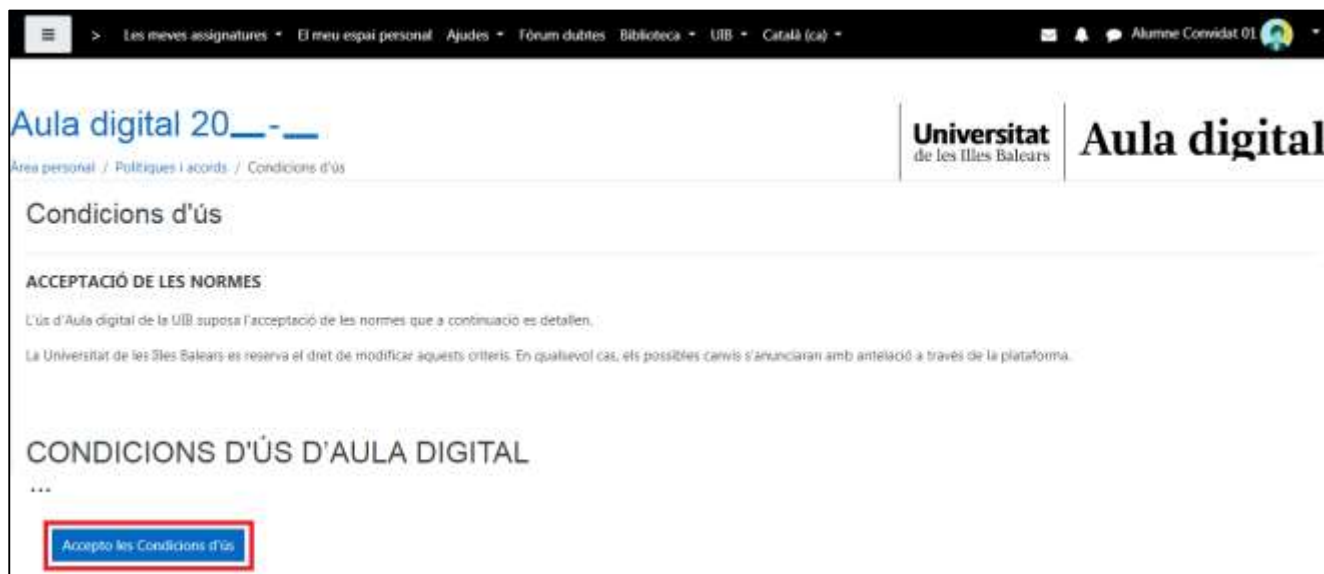 > Les meves assignatures El meu espai personal Ajudes Fòrum dubtes Biblioteca UIB Català (ca) Alumne Convidat 01
Aula digital 20__-__
Universitat
de les Illes Balears
Aula digital
Àrea personal / Polítiques i acords / Condicions d'ús
Condicions d'ús
ACCEPTACIÓ DE LES NORMES
L'ús d'Aula digital de la UIB suposa l'acceptació de les normes que a continuació es detallen.
La Universitat de les Illes Balears es reserva el dret de modificar aquests criteris. En qualsevol cas, els possibles canvis s'anunciaran amb antelació a través de la plataforma.
CONDICIONS D'ÚS D'AULA DIGITAL
...
Accepto les Condicions d'ús